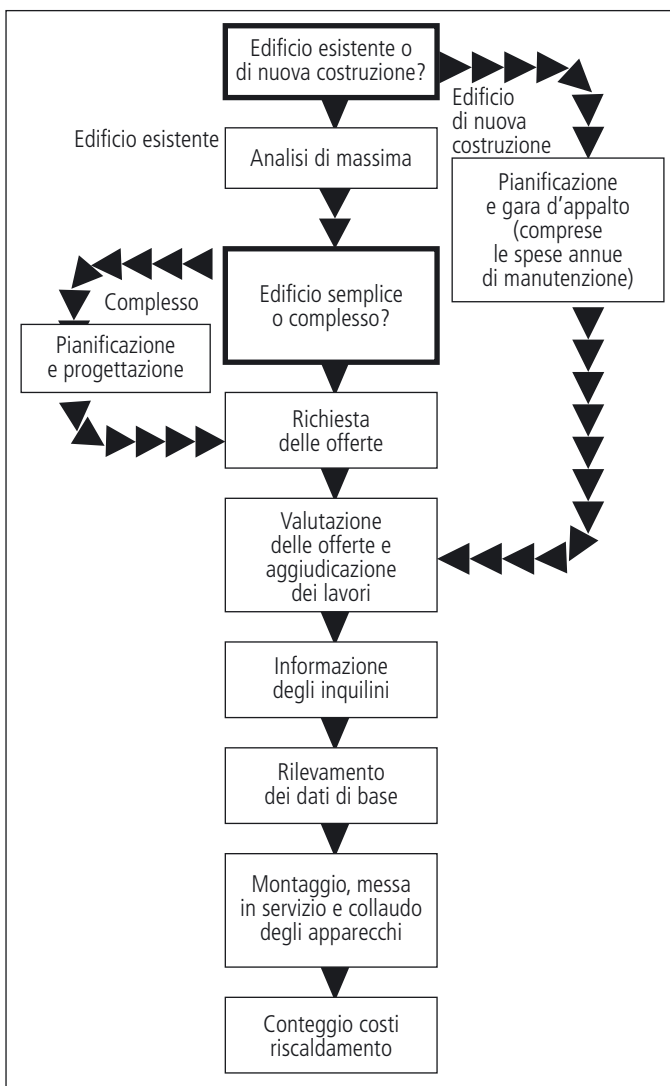 Edificio esistente o
di nuova costruzione?
Edificio
di nuova
costruzione
Edificio esistente
Analisi di massima
Pianificazione
e gara d’appalto
(comprese
le spese annue
di manutenzione)
Edificio semplice
o complesso?
Complesso
Pianificazione
e progettazione
Richiesta
delle offerte
Valutazione
delle offerte e
aggiudicazione
dei lavori
Informazione
degli inquilini
Rilevamento
dei dati di base
Montaggio, messa
in servizio e collaudo
degli apparecchi
Conteggio costi
riscaldamento